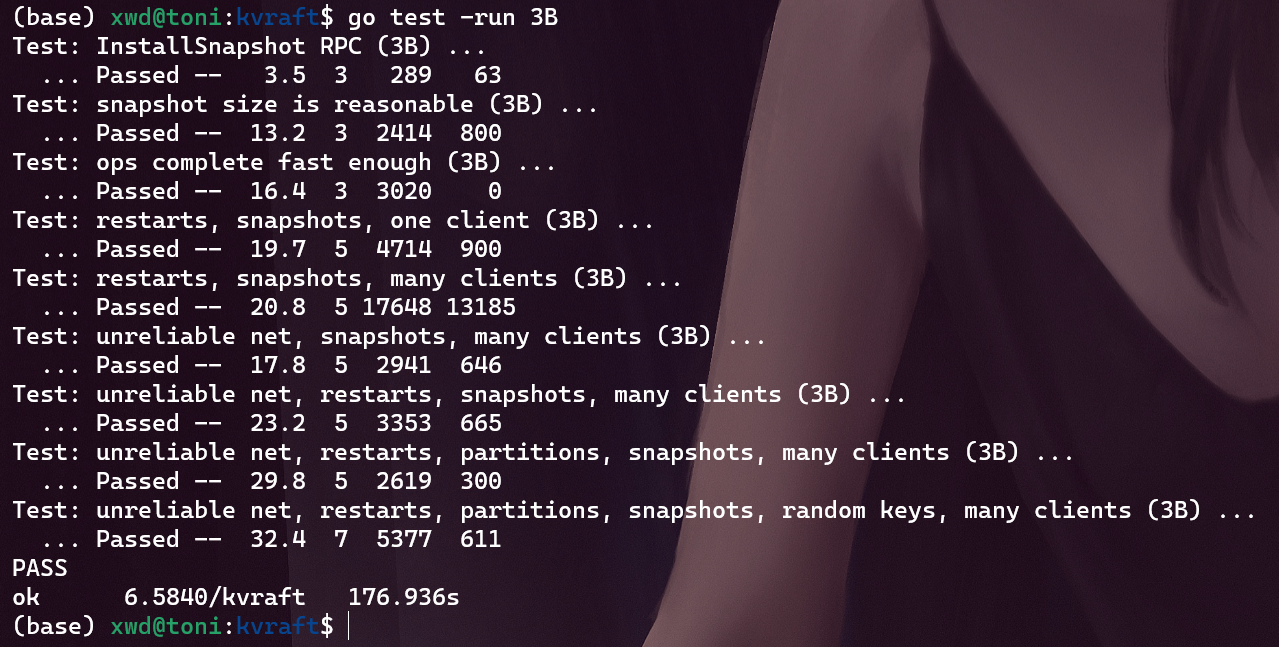 (base) xwd@toni:kvraft$ go test -run 3B
Test: InstallSnapshot RPC (3B) ...
  ... Passed --   3.5  3   289   63
Test: snapshot size is reasonable (3B) ...
  ... Passed --  13.2  3  2414  800
Test: ops complete fast enough (3B) ...
  ... Passed --  16.4  3  3020    0
Test: restarts, snapshots, one client (3B) ...
  ... Passed --  19.7  5  4714  900
Test: restarts, snapshots, many clients (3B) ...
  ... Passed --  20.8  5 17648 13185
Test: unreliable net, snapshots, many clients (3B) ...
  ... Passed --  17.8  5  2941  646
Test: unreliable net, restarts, snapshots, many clients (3B) ...
  ... Passed --  23.2  5  3353  665
Test: unreliable net, restarts, partitions, snapshots, many clients (3B) ...
  ... Passed --  29.8  5  2619  300
Test: unreliable net, restarts, partitions, snapshots, random keys, many clients (3B) ...
  ... Passed --  32.4  7  5377  611
PASS
ok      6.5840/kvraft   176.936s
(base) xwd@toni:kvraft$